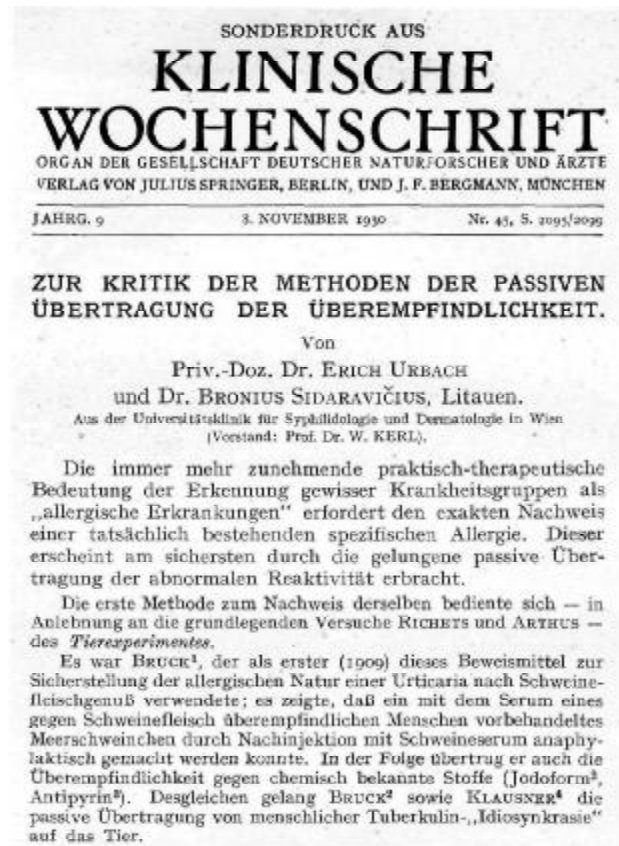 SONDERDRUCK AUS
KLINISCHE
WOCHENSCHRIFT
ORGAN DER GESELLSCHAFT DEUTSCHER NATURFORSCHER UND ÄRZTE
VERLAG VON JULIUS SPRINGER, BERLIN, UND J. F. BERGMANN, MÜNCHEN
JAHRG. 9 8. NOVEMBER 1930 Nr. 45, S. 2095/2099
ZUR KRITIK DER METHODEN DER PASSIVEN
ÜBERTRAGUNG DER ÜBEREMPFINDLICHKEIT.
Von
Priv.-Doz. Dr. ERICH URBACH
und Dr. BRONIUS SIDARAVIČIUS, Litauen.
Aus der Universitätsklinik für Syphilidologie und Dermatologie in Wien
(Vorstand: Prof. Dr. W. KERL).
Die immer mehr zunehmende praktisch-therapeutische
Bedeutung der Erkennung gewisser Krankheitsgruppen als
„allergische Erkrankungen“ erfordert den exakten Nachweis
einer tatsächlich bestehenden spezifischen Allergie. Dieser
erscheint am sichersten durch die gelungene passive Über-
tragung der abnormalen Reaktivität erbracht.
Die erste Methode zum Nachweis derselben bediente sich — in
Anlehnung an die grundlegenden Versuche RICHETS und ARTHUS —
des Tierexperimentes.
Es war BRUCK¹, der als erster (1909) dieses Beweismittel zur
Sicherstellung der allergischen Natur einer Urticaria nach Schweine-
fleischgenuß verwendete; es zeigte, daß ein mit dem Serum eines
gegen Schweinefleisch überempfindlichen Menschen vorbehandeltes
Meerschweinchen durch Nachinjektion mit Schweineserum anaphy-
laktisch gemacht werden konnte. In der Folge übertrug er auch die
Überempfindlichkeit gegen chemisch bekannte Stoffe (Jodoform²,
Antipyrin³). Desgleichen gelang BRUCK² sowie KLAUSNER⁴ die
passive Übertragung von menschlicher Tuberkulin-„Idiosynkrasie“
auf das Tier.